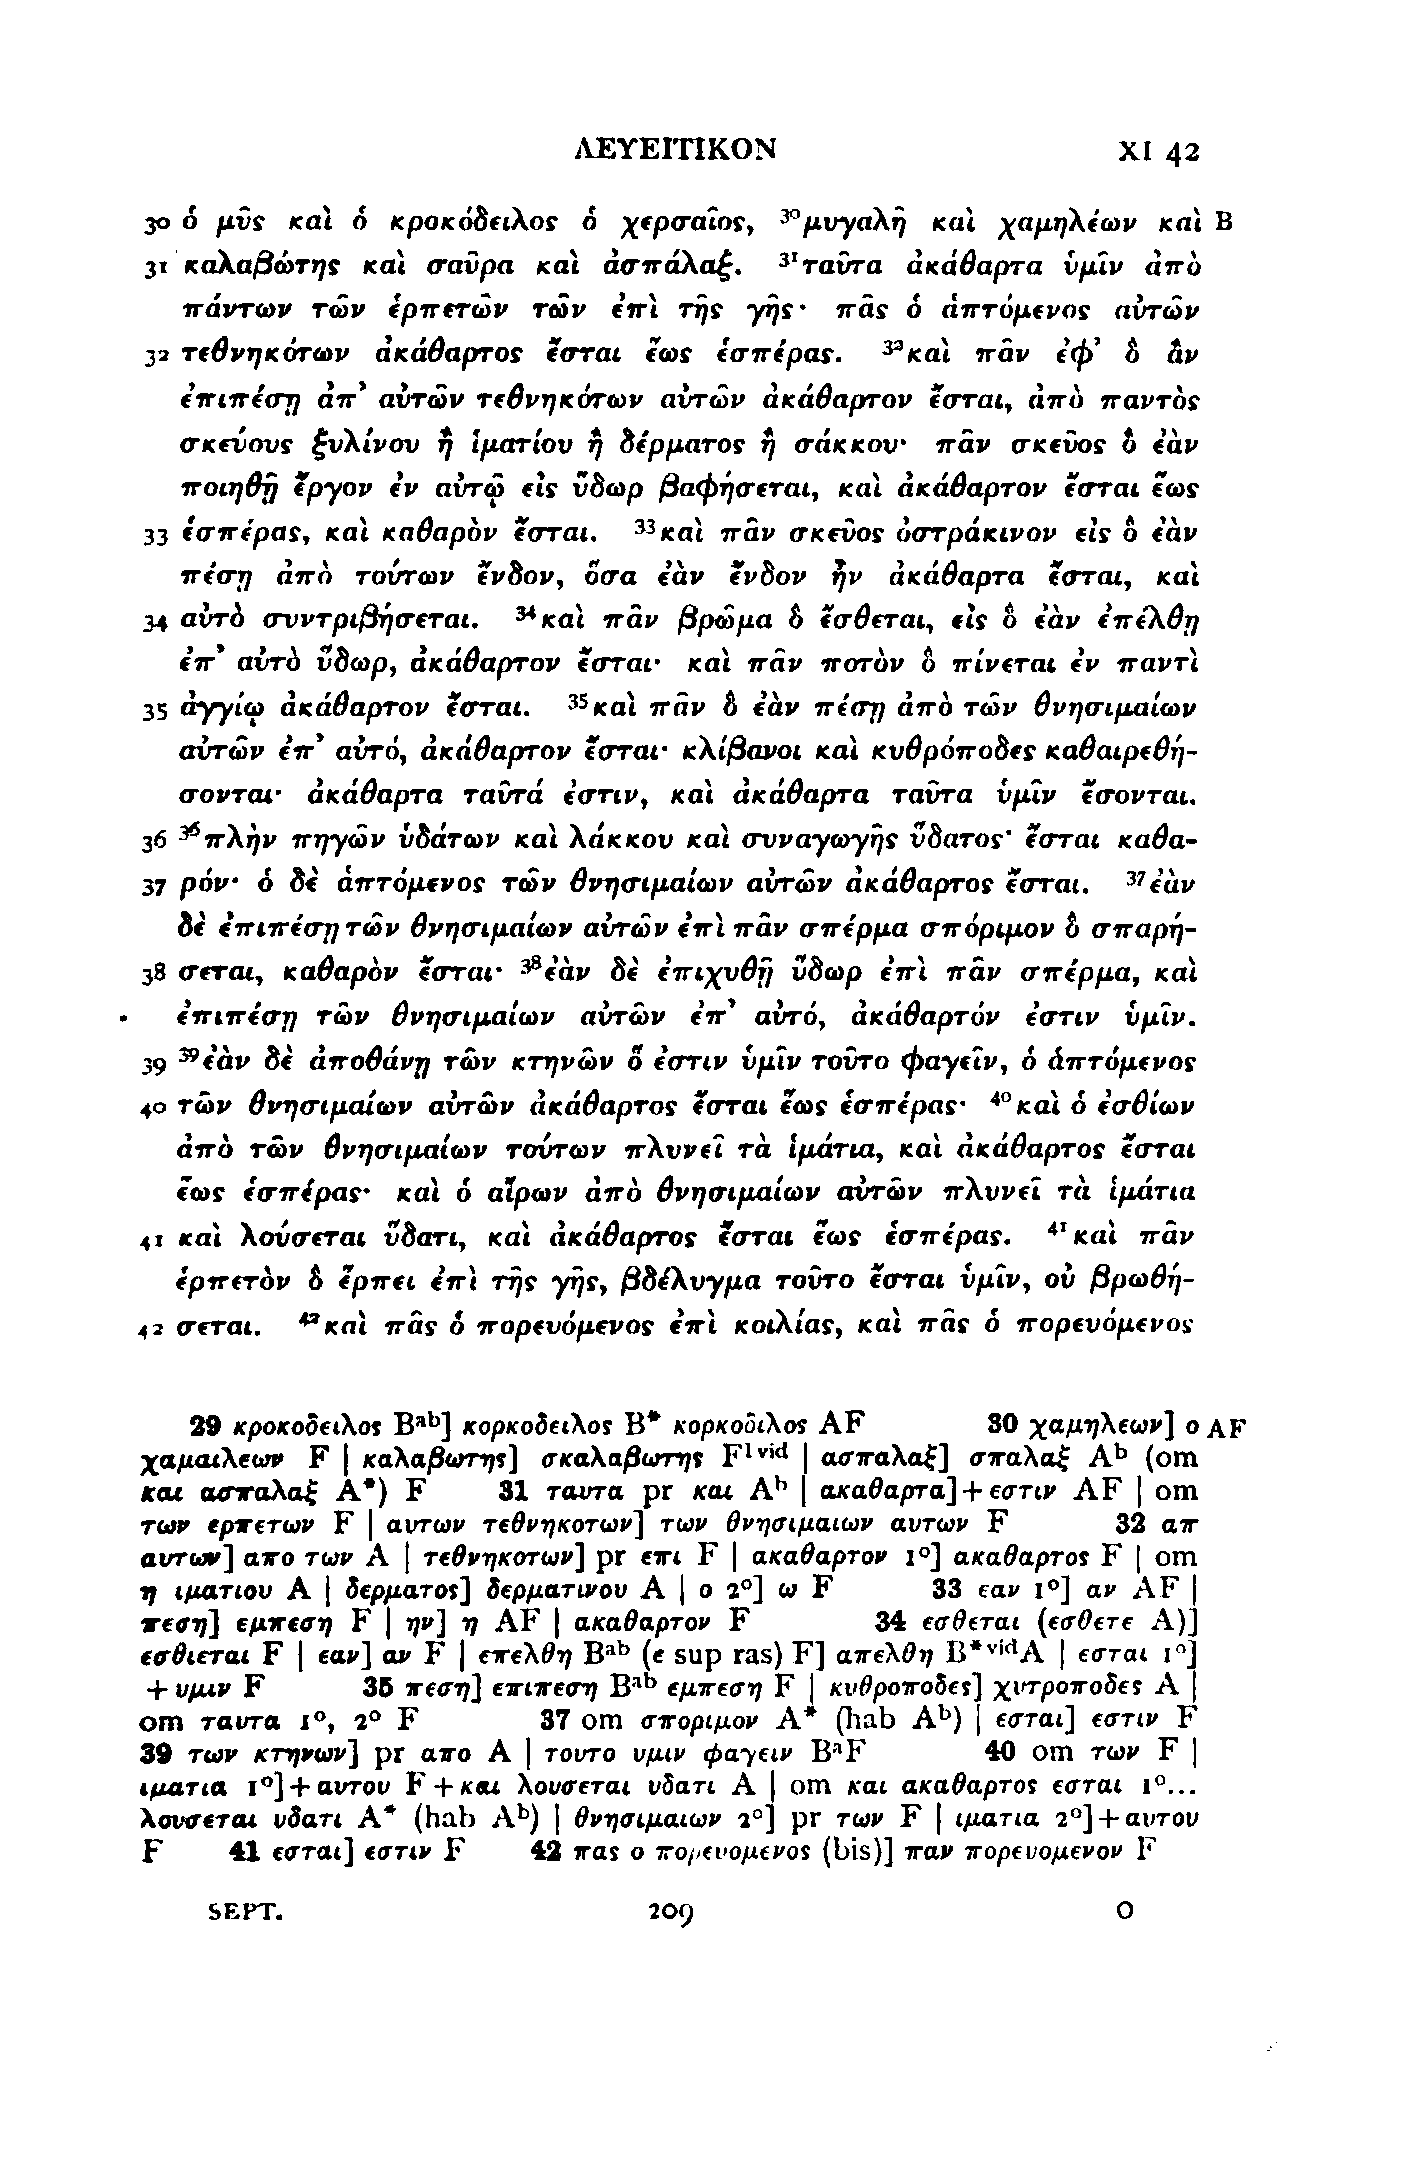 ΛΕΥΕΙΤΙΚΟΝ XI 42
30 ὁ μῦς καὶ ὁ κροκόδειλος ὁ χερσαῖος, ³⁰μυγαλῆ καὶ χαμηλέων καὶ B
31 καλαβώτης καὶ σαῦρα καὶ ἀσπάλαξ. ³¹ταῦτα ἀκάθαρτα ὑμῖν ἀπὸ
πάντων τῶν ἑρπετῶν τῶν ἐπὶ τῆς γῆς· πᾶς ὁ ἁπτόμενος αὐτῶν
32 τεθνηκότων ἀκάθαρτος ἔσται ἕως ἑσπέρας. ³²καὶ πᾶν ἐφ’ ὃ ἂν
ἐπιπέσῃ ἀπ’ αὐτῶν τεθνηκότων αὐτῶν ἀκάθαρτον ἔσται, ἀπὸ παντὸς
σκεύους ξυλίνου ἢ ἱματίου ἢ δέρματος ἢ σάκκου· πᾶν σκεῦος ὃ ἐὰν
ποιηθῇ ἔργον ἐν αὐτῷ εἰς ὕδωρ βαφήσεται, καὶ ἀκάθαρτον ἔσται ἕως
33 ἑσπέρας, καὶ καθαρὸν ἔσται. ³³καὶ πᾶν σκεῦος ὀστράκινον εἰς ὃ ἐὰν
πέσῃ ἀπὸ τούτων ἔνδον, ὅσα ἐὰν ἔνδον ἦν ἀκάθαρτα ἔσται, καὶ
34 αὐτὸ συντριβήσεται. ³⁴καὶ πᾶν βρῶμα ὃ ἔσθεται, εἰς ὃ ἐὰν ἐπέλθῃ
ἐπ’ αὐτὸ ὕδωρ, ἀκάθαρτον ἔσται· καὶ πᾶν ποτὸν ὃ πίνεται ἐν παντὶ
35 ἀγγίῳ ἀκάθαρτον ἔσται. ³⁵καὶ πᾶν ὃ ἐὰν πέσῃ ἀπὸ τῶν θνησιμαίων
αὐτῶν ἐπ’ αὐτό, ἀκάθαρτον ἔσται· κλίβανοι καὶ κυθρόποδες καθαιρεθή-
σονται· ἀκάθαρτα ταῦτά ἐστιν, καὶ ἀκάθαρτα ταῦτα ὑμῖν ἔσονται.
36 ³⁶πλὴν πηγῶν ὑδάτων καὶ λάκκου καὶ συναγωγῆς ὕδατος· ἔσται καθα-
37 ρόν· ὁ δὲ ἁπτόμενος τῶν θνησιμαίων αὐτῶν ἀκάθαρτος ἔσται. ³⁷ἐὰν
δὲ ἐπιπέσῃ τῶν θνησιμαίων αὐτῶν ἐπὶ πᾶν σπέρμα σπόριμον ὃ σπαρή-
38 σεται, καθαρὸν ἔσται· ³⁸ἐὰν δὲ ἐπιχυθῇ ὕδωρ ἐπὶ πᾶν σπέρμα, καὶ
ἐπιπέσῃ τῶν θνησιμαίων αὐτῶν ἐπ’ αὐτό, ἀκάθαρτόν ἐστιν ὑμῖν.
39 ³⁹ἐὰν δὲ ἀποθάνῃ τῶν κτηνῶν ὅ ἐστιν ὑμῖν τοῦτο φαγεῖν, ὁ ἁπτόμενος
40 τῶν θνησιμαίων αὐτῶν ἀκάθαρτος ἔσται ἕως ἑσπέρας· ⁴⁰καὶ ὁ ἐσθίων
ἀπὸ τῶν θνησιμαίων τούτων πλυνεῖ τὰ ἱμάτια, καὶ ἀκάθαρτος ἔσται
ἕως ἑσπέρας· καὶ ὁ αἴρων ἀπὸ θνησιμαίων αὐτῶν πλυνεῖ τὰ ἱμάτια
41 καὶ λούσεται ὕδατι, καὶ ἀκάθαρτος ἔσται ἕως ἑσπέρας. ⁴¹καὶ πᾶν
ἑρπετὸν ὃ ἕρπει ἐπὶ τῆς γῆς, βδέλυγμα τοῦτο ἔσται ὑμῖν, οὐ βρωθή-
42 σεται. ⁴²καὶ πᾶς ὁ πορευόμενος ἐπὶ κοιλίας, καὶ πᾶς ὁ πορευόμενος
29 κροκοδειλος Bᵃᵇ] κορκοδειλος B* κορκοδιλος AF 30 χαμηλεων] ο AF
χαμαιλεων F | καλαβωτης] σκαλαβωτης F¹ᵛⁱᵈ | ασπαλαξ] σπαλαξ Aᵇ (om
και ασπαλαξ A*) F 31 ταυτα pr και Aᵇ | ακαθαρτα]+εστιν AF | om
των ερπετων F | αυτων τεθνηκοτων] των θνησιμαιων αυτων F 32 απ
αυτων] απο των A | τεθνηκοτων] pr επι F | ακαθαρτον 1°] ακαθαρτος F | om
η ιματιου A | δερματος] δερματινου A | ο 2°] ω F 33 εαν 1°] αν AF |
πεση] εμπεση F | ην] η AF | ακαθαρτον F 34 εσθεται (εσθετε A)]
εσθιεται F | εαν] αν F | επελθη Bᵃᵇ (ε sup ras) F] απελθη B*ᵛⁱᵈA | εσται 1°]
+υμιν F 35 πεση] επιπεση Bᵃᵇ εμπεση F | κυθροποδες] χυτροποδες A |
om ταυτα 1°, 2° F 37 om σποριμον A* (hab Aᵇ) | εσται] εστιν F
39 των κτηνων] pr απο A | τουτο υμιν φαγειν BᵃF 40 om των F |
ιματια 1°]+αυτου F +και λουσεται υδατι A | om και ακαθαρτος εσται 1°...
λουσεται υδατι A* (hab Aᵇ) | θνησιμαιων 2°] pr των F | ιματια 2°]+αυτου
F 41 εσται] εστιν F 42 πας ο πορευομενος (bis)] παν πορευομενον F
SEPT. 209 O